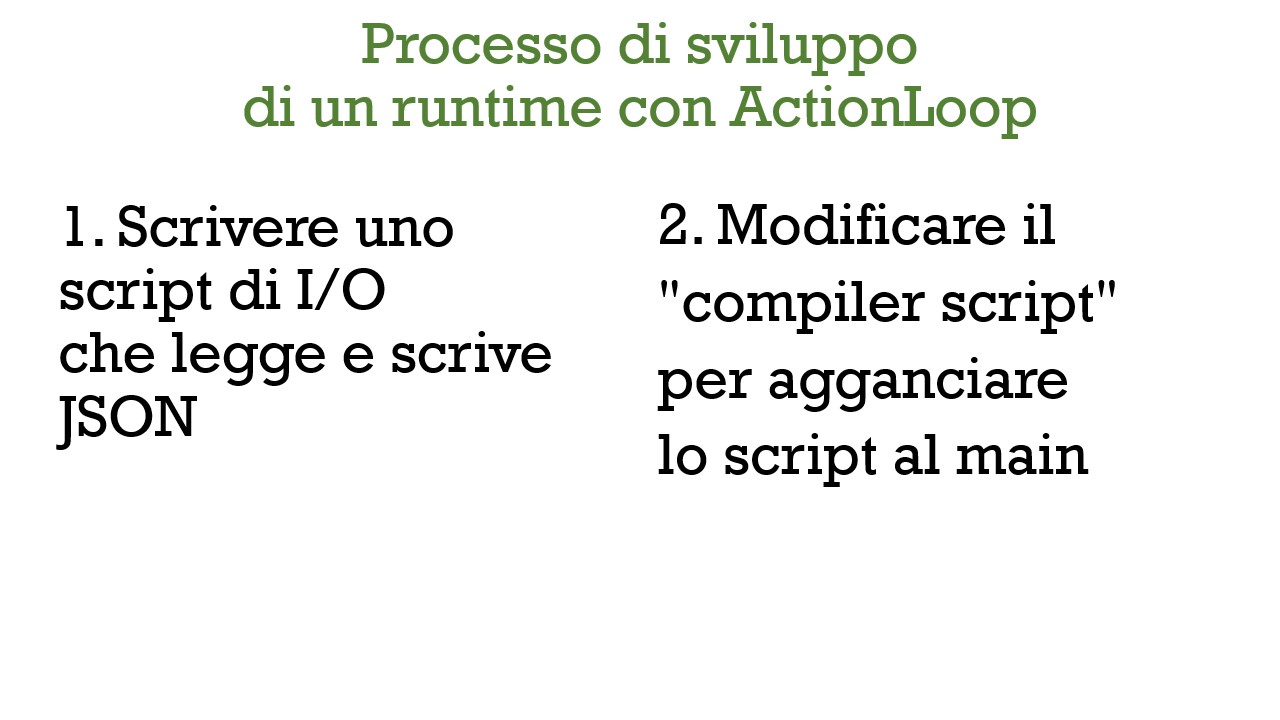 Processo di sviluppo
di un runtime con ActionLoop
1. Scrivere uno
script di I/O
che legge e scrive
JSON
2. Modificare il
"compiler script"
per agganciare
lo script al main